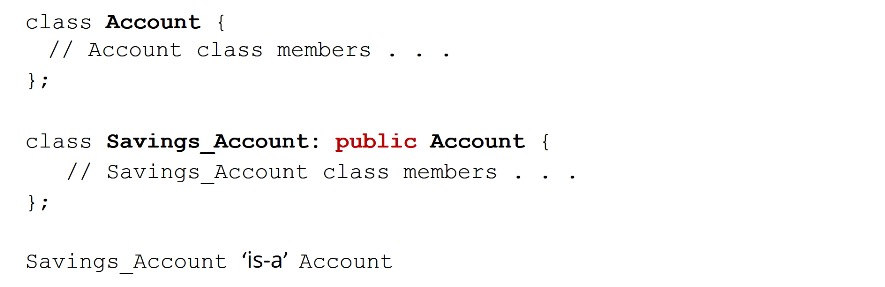 class Account {
// Account class members . . .
};
class Savings_Account: public Account {
// Savings_Account class members . . .
};
Savings_Account ‘is-a’ Account